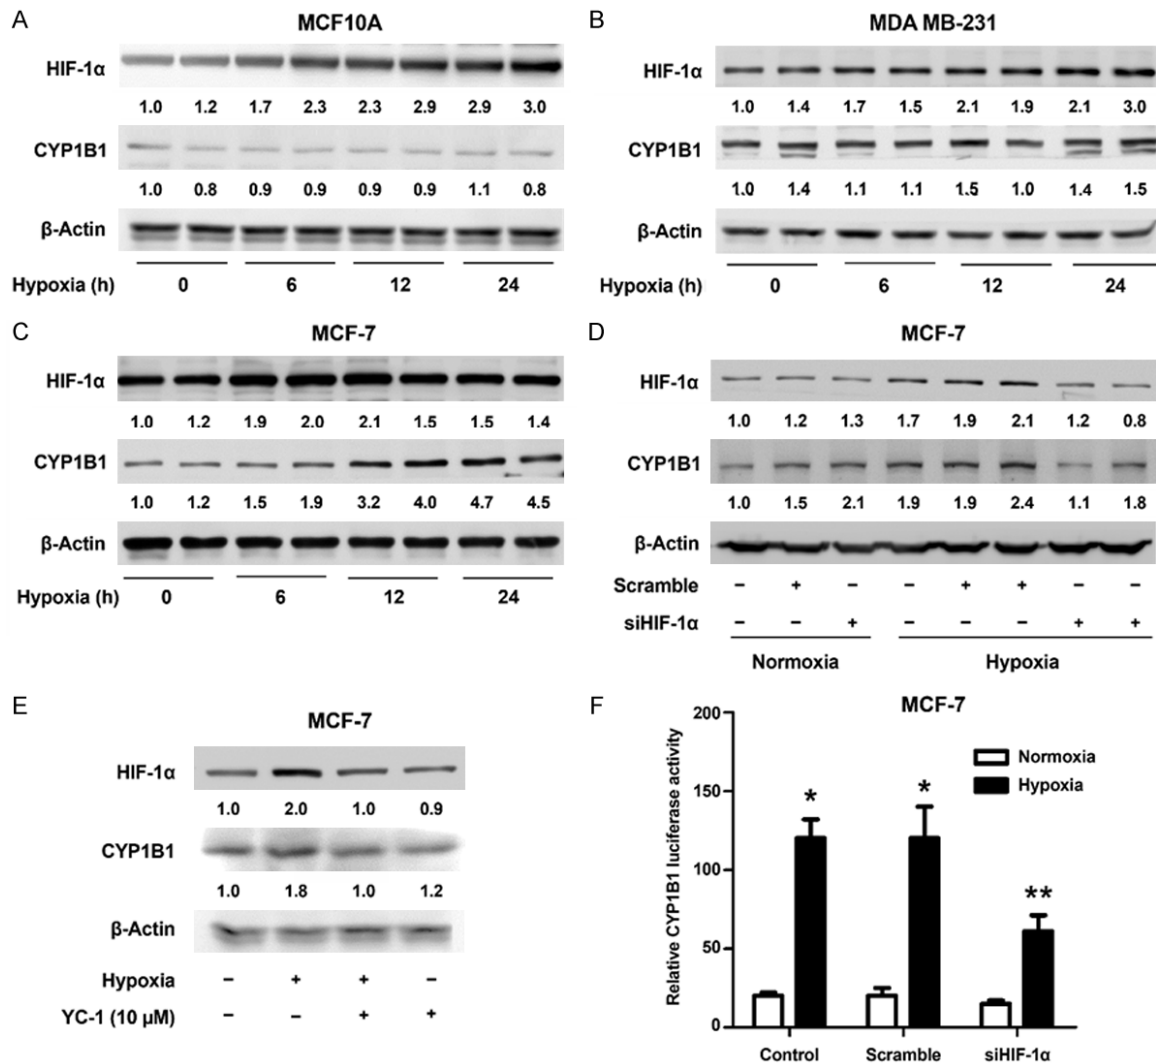 A
MCF10A
HIF-1α
1.0 1.2 1.7 2.3 2.3 2.9 2.9 3.0
CYP1B1
1.0 0.8 0.9 0.9 0.9 0.9 1.1 0.8
β-Actin
Hypoxia (h) 0 6 12 24
B
MDA MB-231
HIF-1α
1.0 1.4 1.7 1.5 2.1 1.9 2.1 3.0
CYP1B1
1.0 1.4 1.1 1.1 1.5 1.0 1.4 1.5
β-Actin
Hypoxia (h) 0 6 12 24
C
MCF-7
HIF-1α
1.0 1.2 1.9 2.0 2.1 1.5 1.5 1.4
CYP1B1
1.0 1.2 1.5 1.9 3.2 4.0 4.7 4.5
β-Actin
Hypoxia (h) 0 6 12 24
D
MCF-7
HIF-1α
1.0 1.2 1.3 1.7 1.9 2.1 1.2 0.8
CYP1B1
1.0 1.5 2.1 1.9 1.9 2.4 1.1 1.8
β-Actin
Scramble – + – – + + – –
siHIF-1α – – + – – – + +
Normoxia Hypoxia
E
MCF-7
HIF-1α
1.0 2.0 1.0 0.9
CYP1B1
1.0 1.8 1.0 1.2
β-Actin
Hypoxia – + + –
YC-1 (10 µM) – – + +
F
MCF-7
Relative CYP1B1 luciferase activity
200
150
100
50
0
Normoxia
Hypoxia
* * **
Control Scramble siHIF-1α